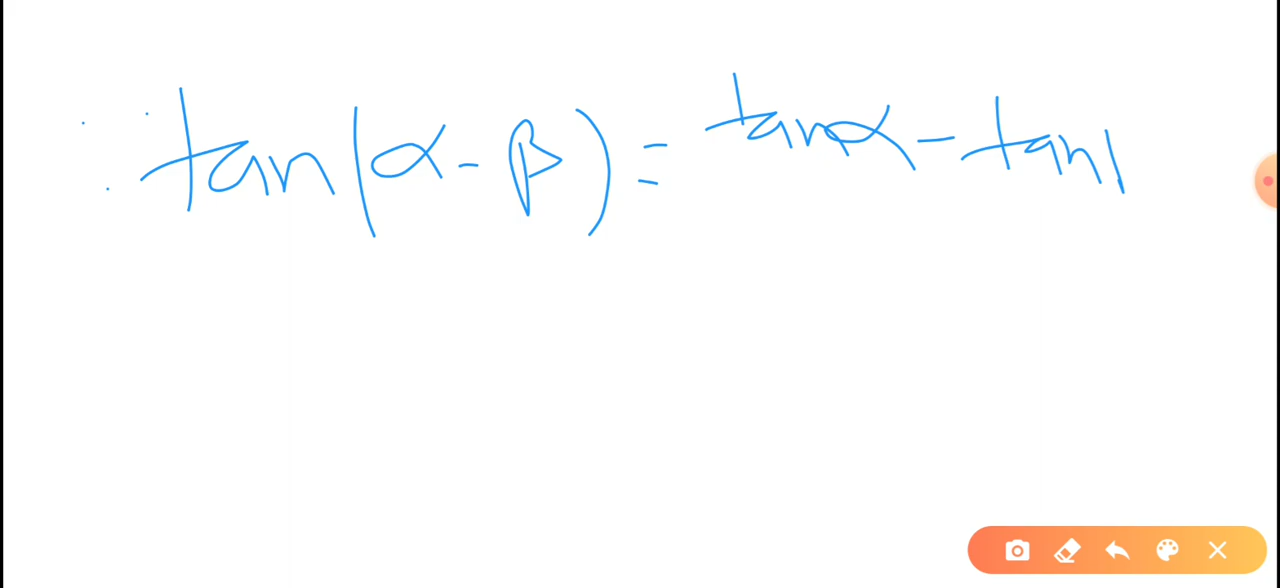 ∵ tan(α-β) = tanα - tan